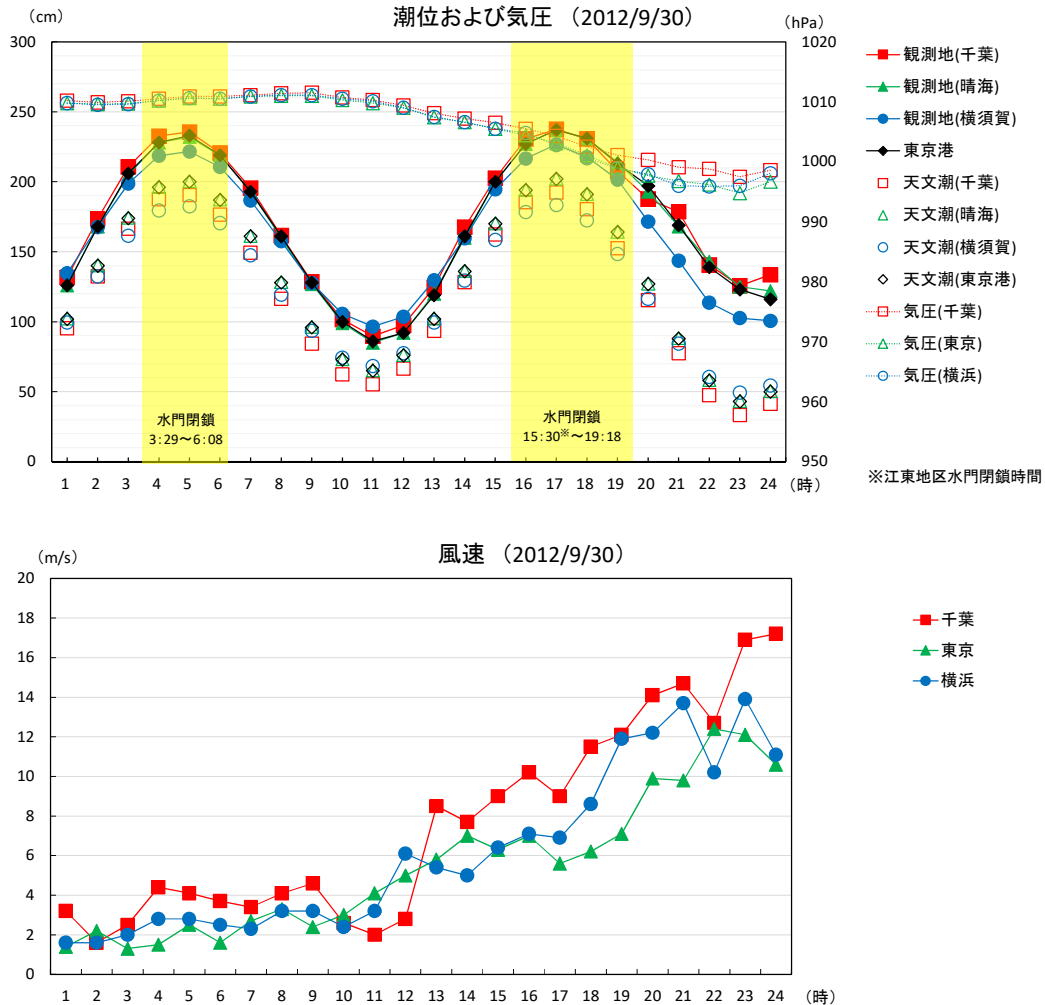 潮位および気圧 （2012/9/30）
（cm）
（hPa）
300
250
200
150
100
50
0
1020
1010
1000
990
980
970
960
950
水門閉鎖
3：29～6：08
水門閉鎖
15：30※～19：18
1 2 3 4 5 6 7 8 9 10 11 12 13 14 15 16 17 18 19 20 21 22 23 24
（時）
観測地(千葉)
観測地(晴海)
観測地(横須賀)
東京港
天文潮(千葉)
天文潮(晴海)
天文潮(横須賀)
天文潮(東京港)
気圧(千葉)
気圧(東京)
気圧(横浜)
※江東地区水門閉鎖時間
風速 （2012/9/30）
（m/s）
20
18
16
14
12
10
8
6
4
2
0
1 2 3 4 5 6 7 8 9 10 11 12 13 14 15 16 17 18 19 20 21 22 23 24
（時）
千葉
東京
横浜